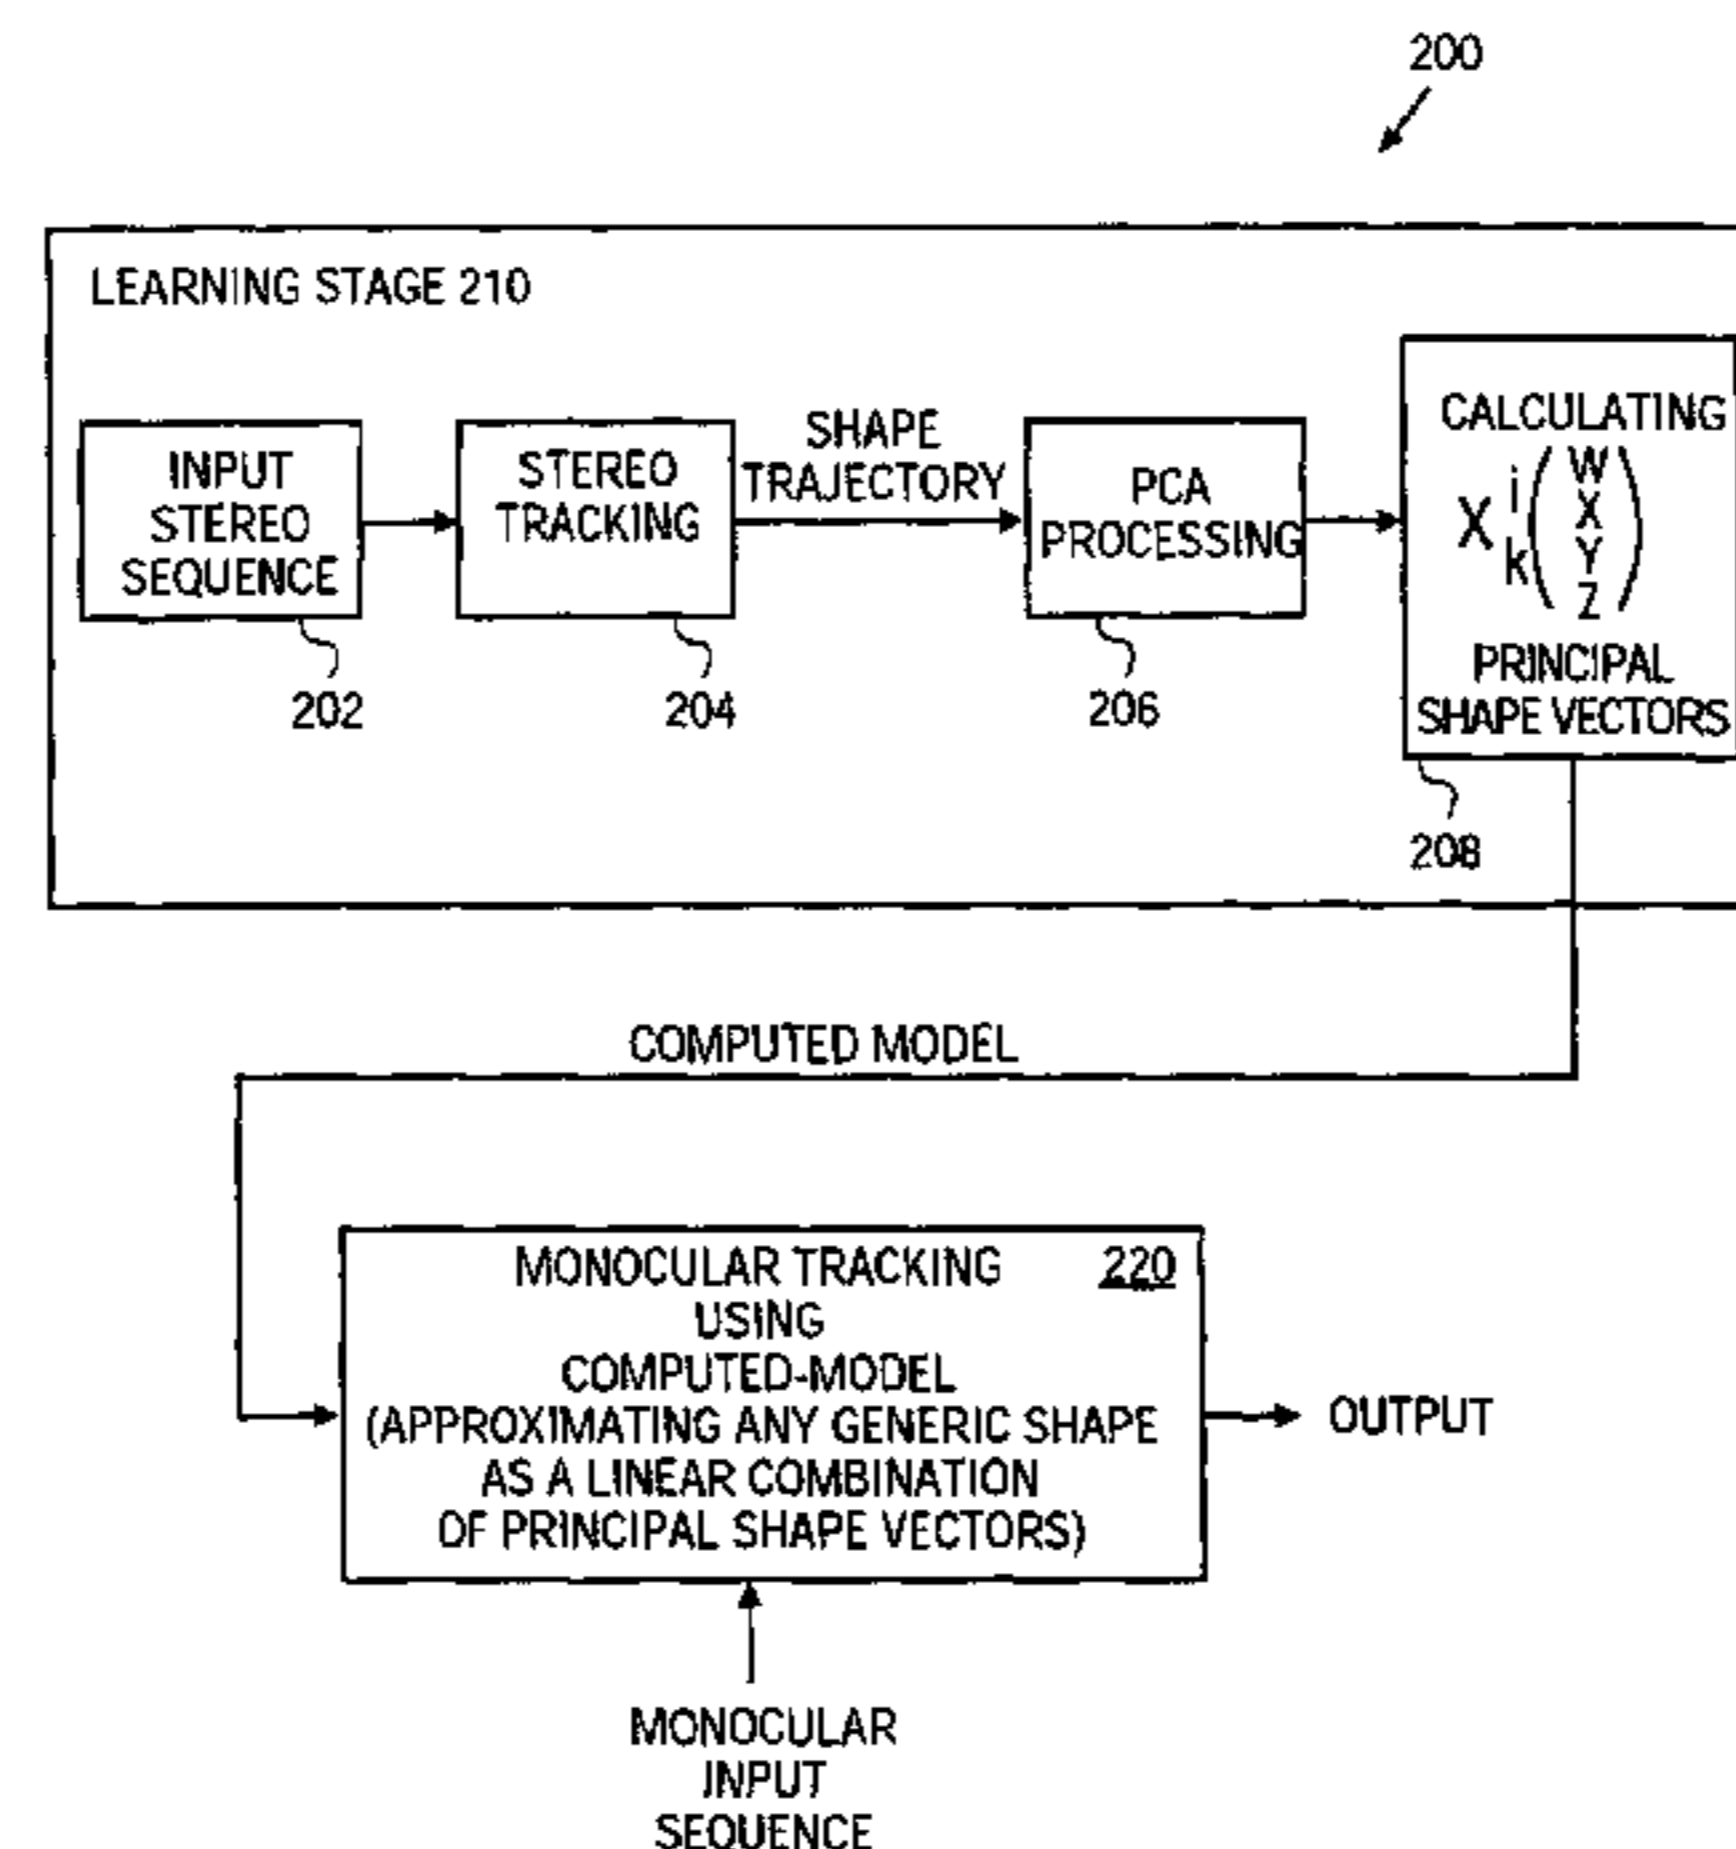 200
LEARNING STAGE 210
INPUT
STEREO
SEQUENCE
202
STEREO
TRACKING
204
SHAPE
TRAJECTORY
PCA
PROCESSING
206
CALCULATING
X i k ( W X Y Z )
PRINCIPAL
SHAPE VECTORS
208
COMPUTED MODEL
MONOCULAR TRACKING 220
USING
COMPUTED-MODEL
(APPROXIMATING ANY GENERIC SHAPE
AS A LINEAR COMBINATION
OF PRINCIPAL SHAPE VECTORS)
OUTPUT
MONOCULAR
INPUT
SEQUENCE